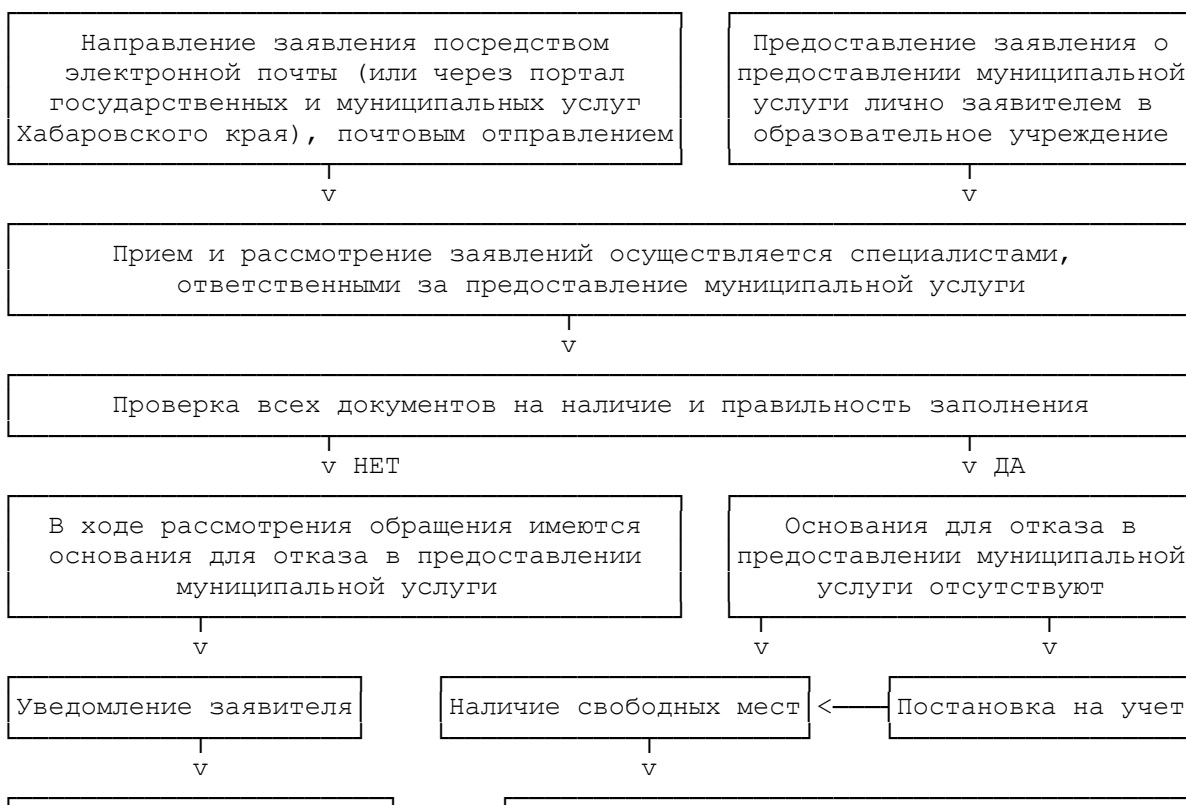 Направление заявления посредством
электронной почты (или через портал
государственных и муниципальных услуг
Хабаровского края), почтовым отправлением
Предоставление заявления о
предоставлении муниципальной
услуги лично заявителем в
образовательное учреждение
v
v
Прием и рассмотрение заявлений осуществляется специалистами,
ответственными за предоставление муниципальной услуги
v
Проверка всех документов на наличие и правильность заполнения
v НЕТ
v ДА
В ходе рассмотрения обращения имеются
основания для отказа в предоставлении
муниципальной услуги
Основания для отказа в
предоставлении муниципальной
услуги отсутствуют
v
v
v
Уведомление заявителя
Наличие свободных мест
<
Постановка на учет
v
v